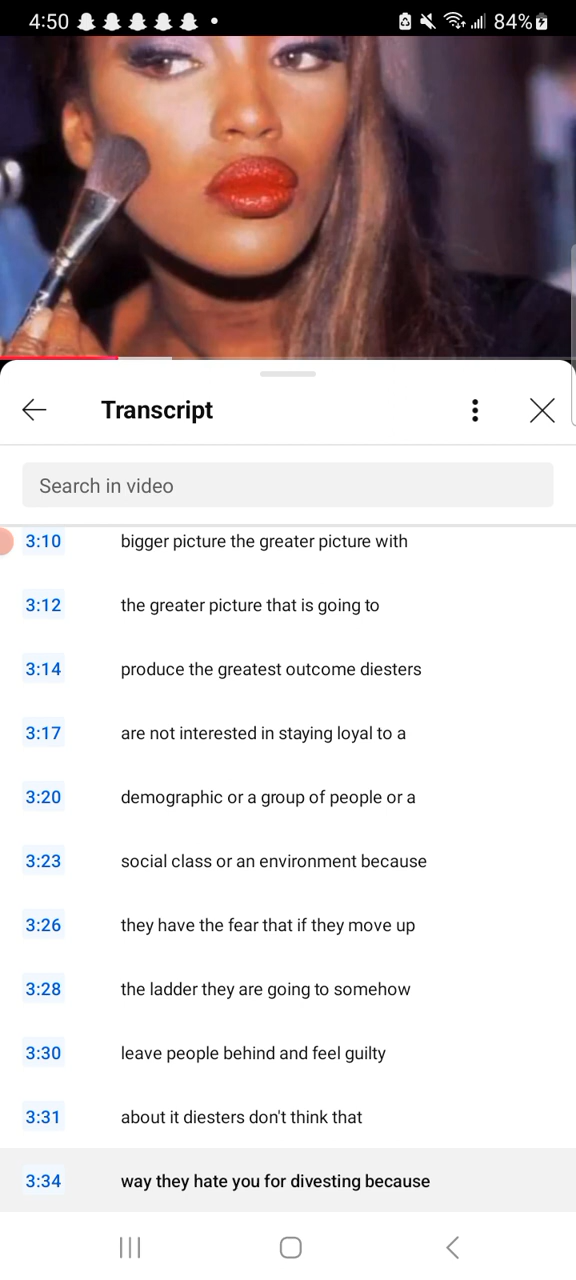 4:50
84%
Transcript
Search in video
3:10 bigger picture the greater picture with
3:12 the greater picture that is going to
3:14 produce the greatest outcome diesters
3:17 are not interested in staying loyal to a
3:20 demographic or a group of people or a
3:23 social class or an environment because
3:26 they have the fear that if they move up
3:28 the ladder they are going to somehow
3:30 leave people behind and feel guilty
3:31 about it diesters don't think that
3:34 way they hate you for divesting because